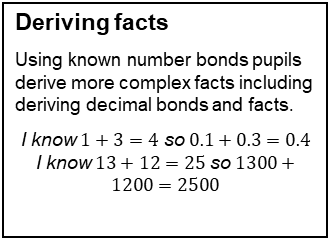 Deriving facts
Using known number bonds pupils
derive more complex facts including
deriving decimal bonds and facts.
I know 1 + 3 = 4 so 0.1 + 0.3 = 0.4
I know 13 + 12 = 25 so 1300 +
1200 = 2500